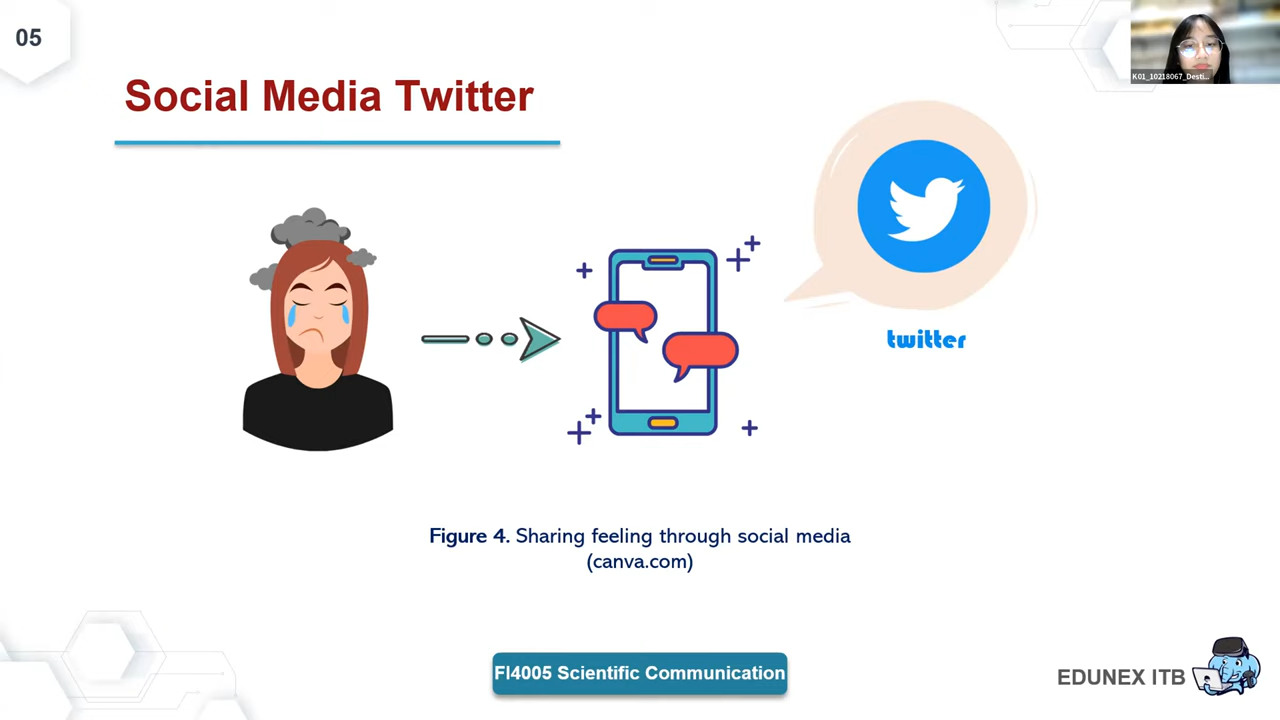 05
K01_10218067_Desti...
Social Media Twitter
twitter
Figure 4. Sharing feeling through social media
(canva.com)
FI4005 Scientific Communication
EDUNEX ITB